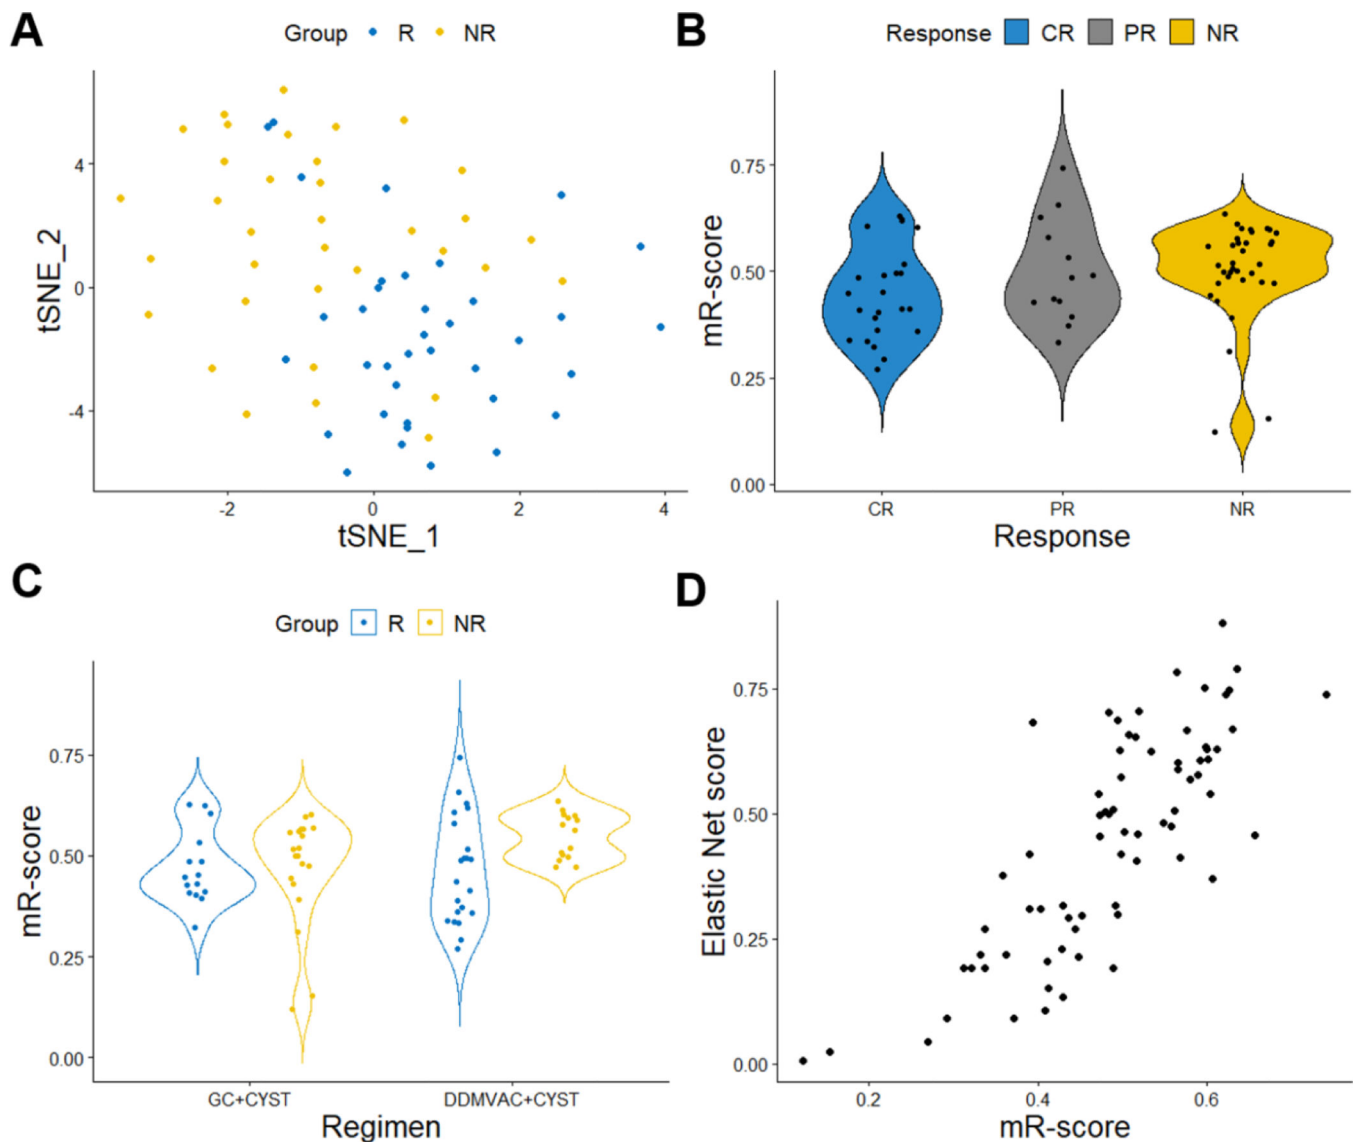 A
Group R NR
tSNE_2
4
0
-4
-2 0 2 4
tSNE_1
B
Response CR PR NR
mR-score
0.75
0.50
0.25
0.00
CR PR NR
Response
C
Group R NR
mR-score
0.75
0.50
0.25
0.00
GC+CYST DDMVAC+CYST
Regimen
D
Elastic Net score
0.75
0.50
0.25
0.00
0.2 0.4 0.6
mR-score